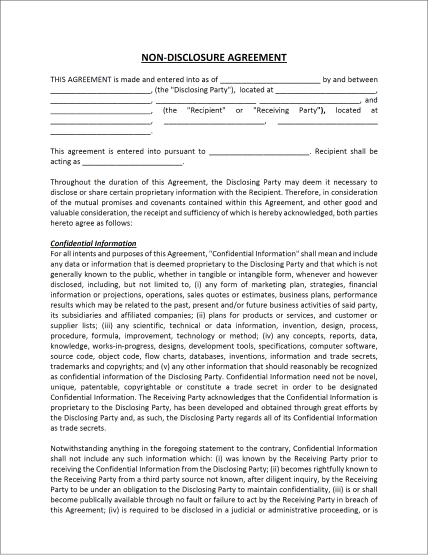 NON-DISCLOSURE AGREEMENT
THIS AGREEMENT is made and entered into as of ________________________ by and between
________________________, (the "Disclosing Party"), located at ________________________,
________________________, ________________________ ________________________, and
________________________, (the "Recipient" or "Receiving Party"), located at
________________________, ________________________, ________________________
________________________.
This agreement is entered into pursuant to ________________________. Recipient shall be
acting as ________________________.
Throughout the duration of this Agreement, the Disclosing Party may deem it necessary to
disclose or share certain proprietary information with the Recipient. Therefore, in consideration
of the mutual promises and covenants contained within this Agreement, and other good and
valuable consideration, the receipt and sufficiency of which is hereby acknowledged, both parties
hereto agree as follows:
Confidential Information
For all intents and purposes of this Agreement, "Confidential Information" shall mean and include
any data or information that is deemed proprietary to the Disclosing Party and that which is not
generally known to the public, whether in tangible or intangible form, whenever and however
disclosed, including, but not limited to, (i) any form of marketing plan, strategies, financial
information or projections, operations, sales quotes or estimates, business plans, performance
results which may be related to the past, present and/or future business activities of said party,
its subsidiaries and affiliated companies; (ii) plans for products or services, and customer or
supplier lists; (iii) any scientific, technical or data information, invention, design, process,
procedure, formula, improvement, technology or method; (iv) any concepts, reports, data,
knowledge, works-in-progress, designs, development tools, specifications, computer software,
source code, object code, flow charts, databases, inventions, information and trade secrets,
trademarks and copyrights; and (v) any other information that should reasonably be recognized
as confidential information of the Disclosing Party. Confidential Information need not be novel,
unique, patentable, copyrightable or constitute a trade secret in order to be designated
Confidential Information. The Receiving Party acknowledges that the Confidential Information is
proprietary to the Disclosing Party, has been developed and obtained through great efforts by
the Disclosing Party and, as such, the Disclosing Party regards all of its Confidential Information
as trade secrets.
Notwithstanding anything in the foregoing statement to the contrary, Confidential Information
shall not include any such information which: (i) was known by the Receiving Party prior to
receiving the Confidential Information from the Disclosing Party; (ii) becomes rightfully known to
the Receiving Party from a third party source not known, after diligent inquiry, by the Receiving
Party to be under an obligation to the Disclosing Party to maintain confidentiality, (iii) is or shall
become publically available through no fault or failure to act by the Receiving Party in breach of
this Agreement; (iv) is required to be disclosed in a judicial or administrative proceeding, or is